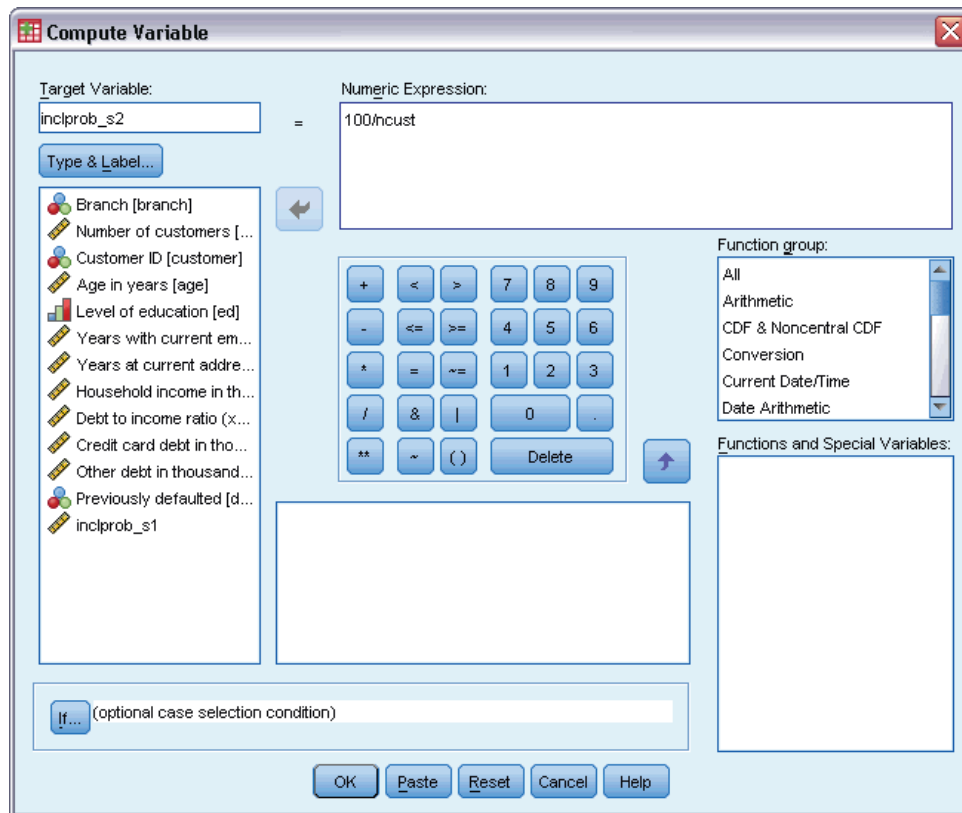 Compute Variable
Target Variable:
inclprob_s2
=
Numeric Expression:
100/ncust
Type & Label...
Branch [branch]
Number of customers [...
Customer ID [customer]
Age in years [age]
Level of education [ed]
Years with current em...
Years at current addre...
Household income in th...
Debt to income ratio (x...
Credit card debt in tho...
Other debt in thousand...
Previously defaulted [d...
inclprob_s1
+ < > 7 8 9
- <= >= 4 5 6
* = ~= 1 2 3
/ & | 0 .
** ~ ( ) Delete
Function group:
All
Arithmetic
CDF & Noncentral CDF
Conversion
Current Date/Time
Date Arithmetic
Functions and Special Variables:
If... (optional case selection condition)
OK Paste Reset Cancel Help